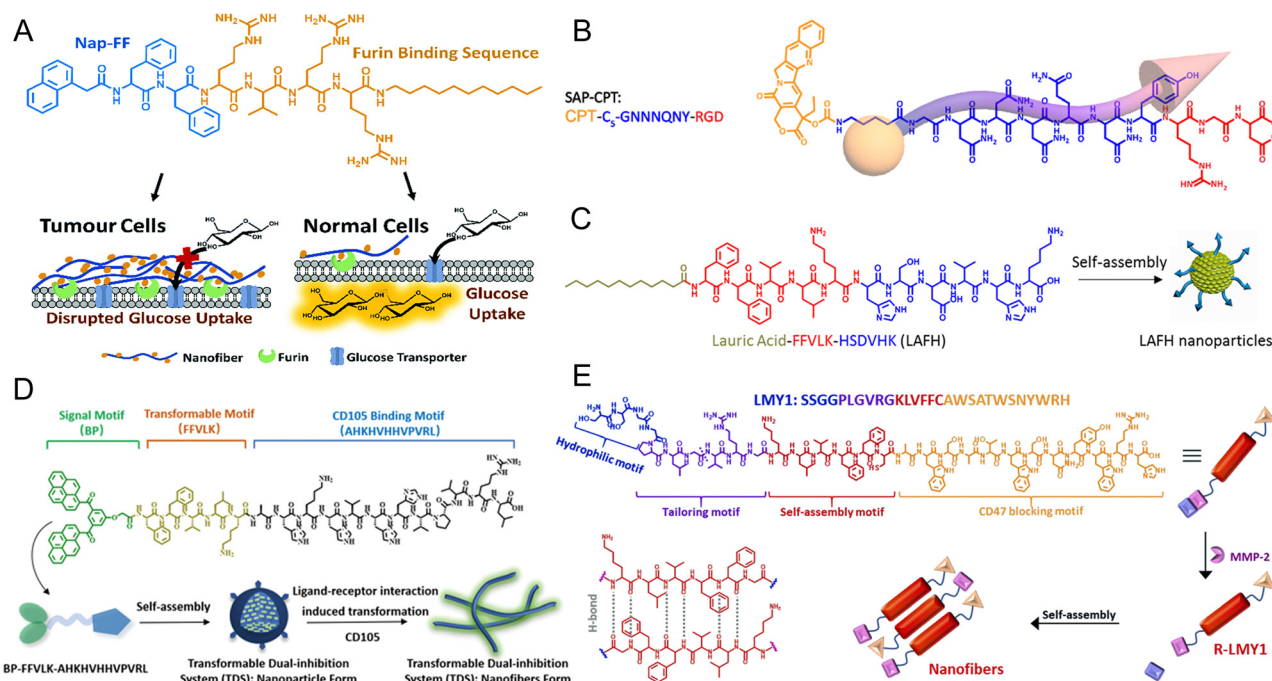 A
Nap-FF
Furin Binding Sequence
Tumour Cells
Normal Cells
Disrupted Glucose Uptake
Glucose
Uptake
Nanofiber
Furin
Glucose Transporter
B
SAP-CPT:
CPT-C5-GNNNQNY-RGD
C
Lauric Acid-FFVLK-HSDVHK (LAFH)
Self-assembly
LAFH nanoparticles
D
Signal Motif
(BP)
Transformable Motif
(FFVLK)
CD105 Binding Motif
(AHKHVHHVPVRL)
Self-assembly
Ligand-receptor interaction
induced transformation
CD105
BP-FFVLK-AHKHVHHVPVRL
Transformable Dual-inhibition
System (TDS): Nanoparticle Form
Transformable Dual-inhibition
System (TDS): Nanofibers Form
E
LMY1: SSGGPLGVRGKLVFFCAWSATWSNYWRH
Hydrophilic motif
Tailoring motif
Self-assembly motif
CD47 blocking motif
MMP-2
H-bond
Self-assembly
Nanofibers
R-LMY1